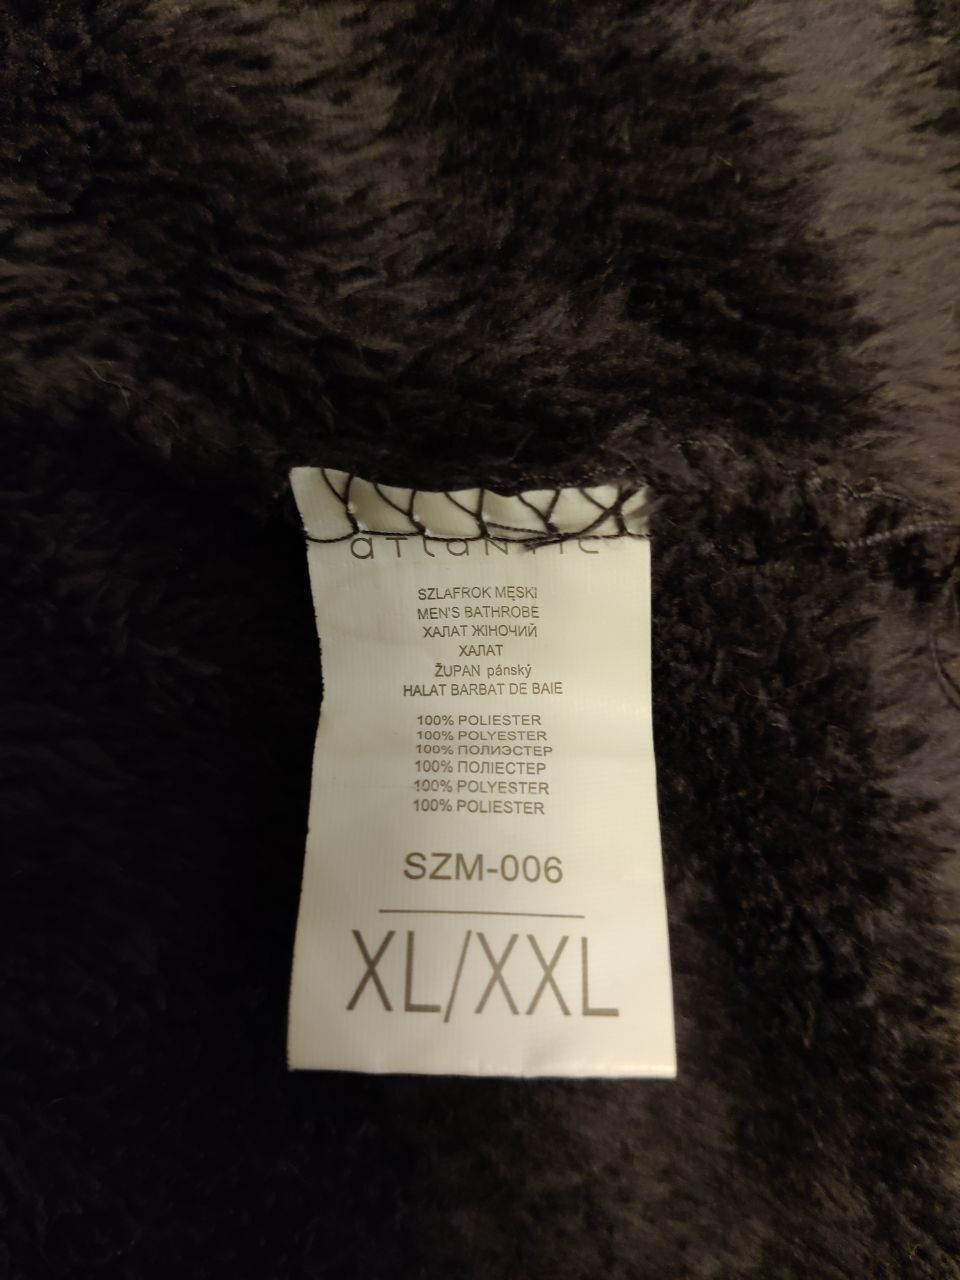 atlantic
SZLAFROK MĘSKI
MEN'S BATHROBE
ХАЛАТ ЖІНОЧИЙ
ХАЛАТ
ŽUPAN pánský
HALAT BARBAT DE BAIE
100% POLIESTER
100% POLYESTER
100% ПОЛИЭСТЕР
100% ПОЛІЕСТЕР
100% POLYESTER
100% POLIESTER
SZM-006
XL/XXL